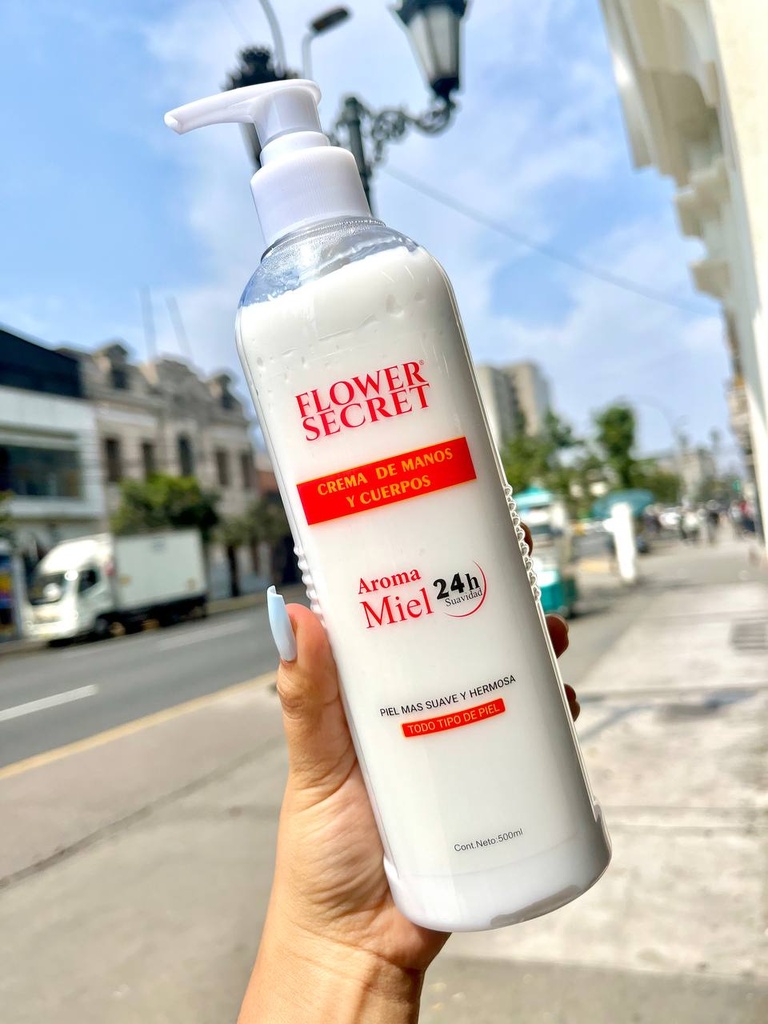 FLOWER
SECRET®
CREMA DE MANOS
Y CUERPOS
Aroma
Miel
24h
Suavidad
PIEL MAS SUAVE Y HERMOSA
TODO TIPO DE PIEL
Cont.Neto:500ml